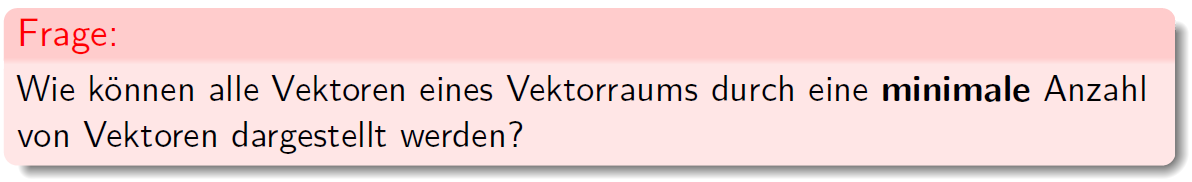 Frage:
Wie können alle Vektoren eines Vektorraums durch eine minimale Anzahl
von Vektoren dargestellt werden?